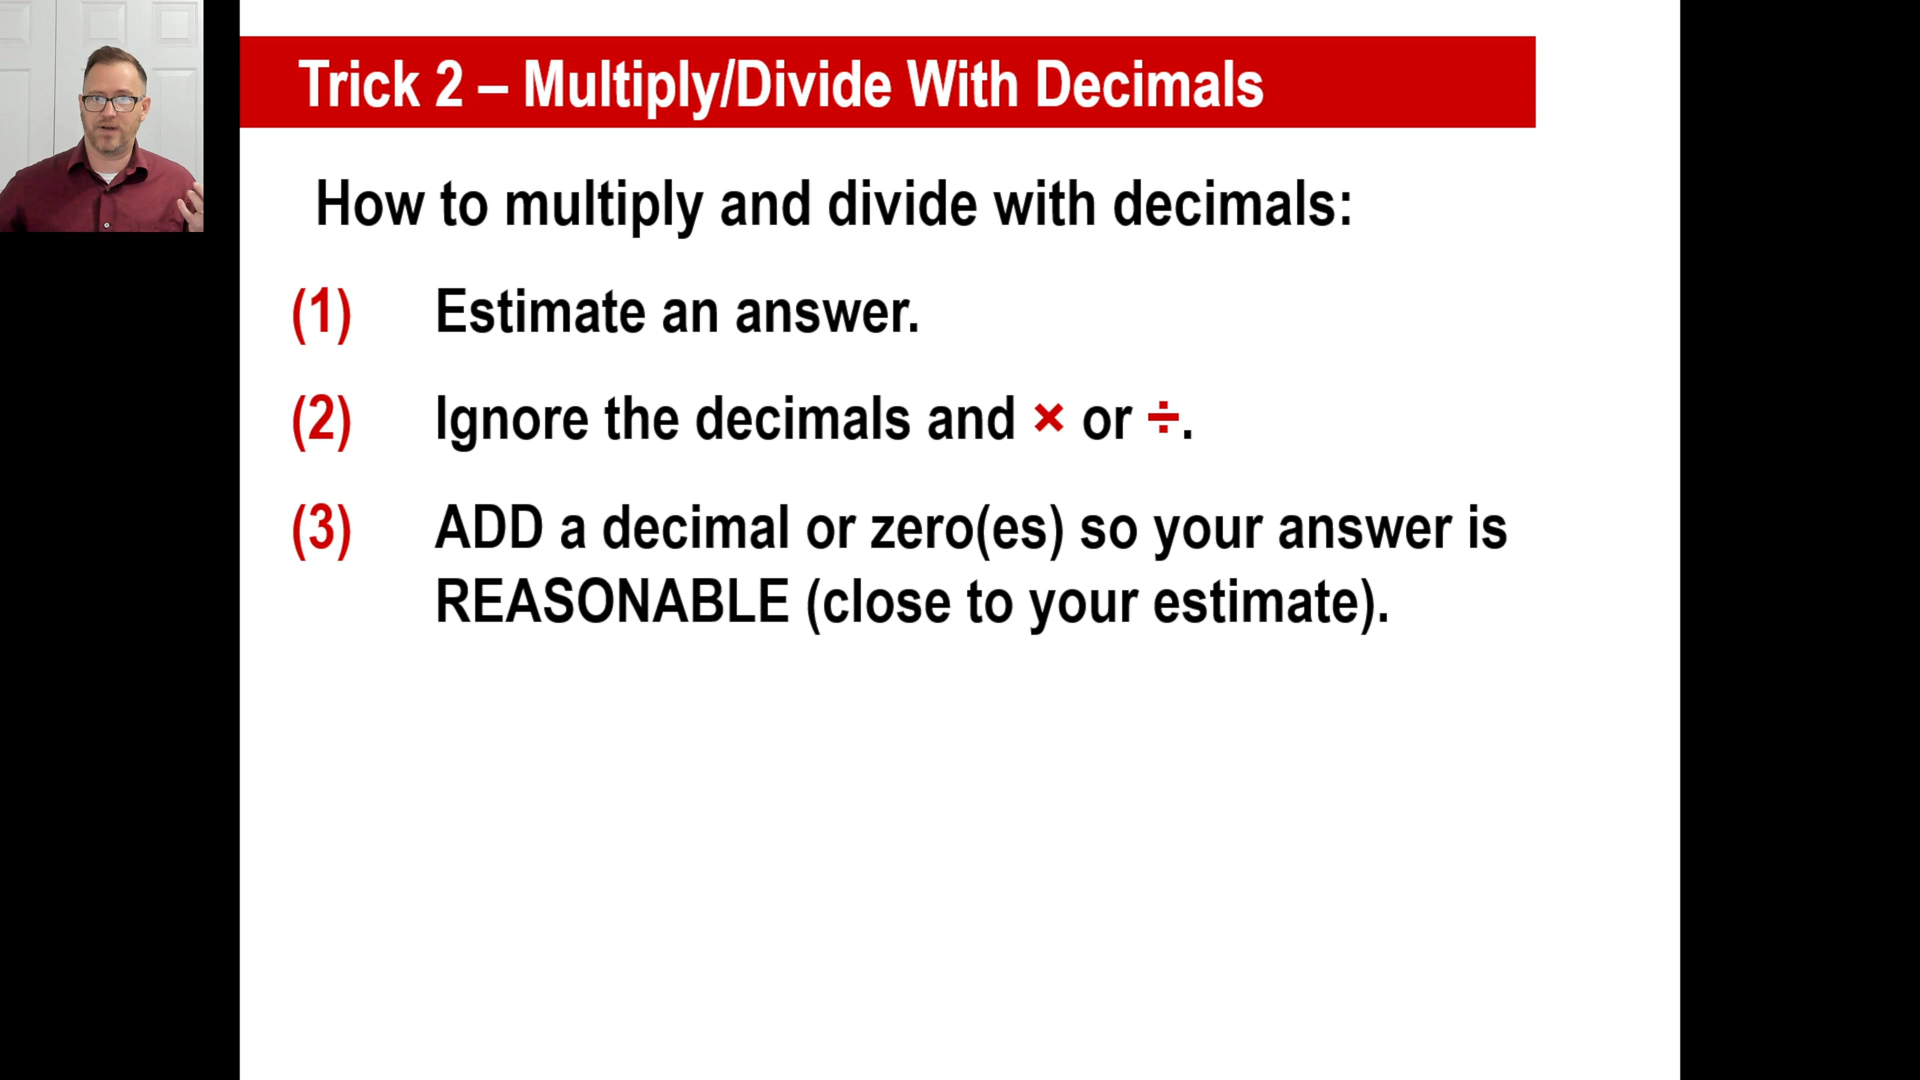 Trick 2 – Multiply/Divide With Decimals
How to multiply and divide with decimals:
(1) Estimate an answer.
(2) Ignore the decimals and × or ÷.
(3) ADD a decimal or zero(es) so your answer is
REASONABLE (close to your estimate).